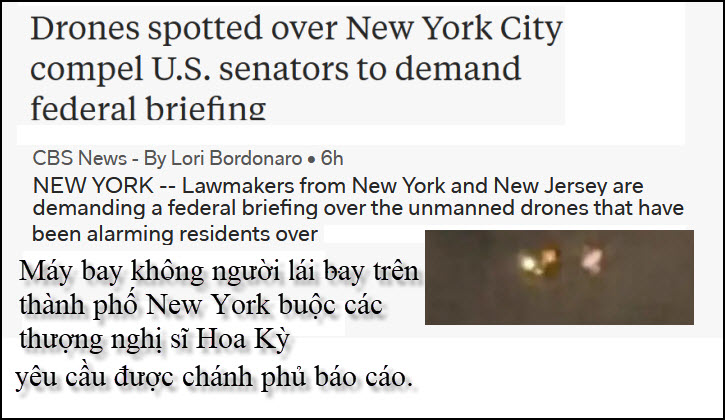 Drones spotted over New York City
compel U.S. senators to demand
federal briefing
CBS News - By Lori Bordonaro • 6h
NEW YORK -- Lawmakers from New York and New Jersey are
demanding a federal briefing over the unmanned drones that have
been alarming residents over
Máy bay không người lái bay trên
thành phố New York buộc các
thượng nghị sĩ Hoa Kỳ
yêu cầu được chánh phủ báo cáo.